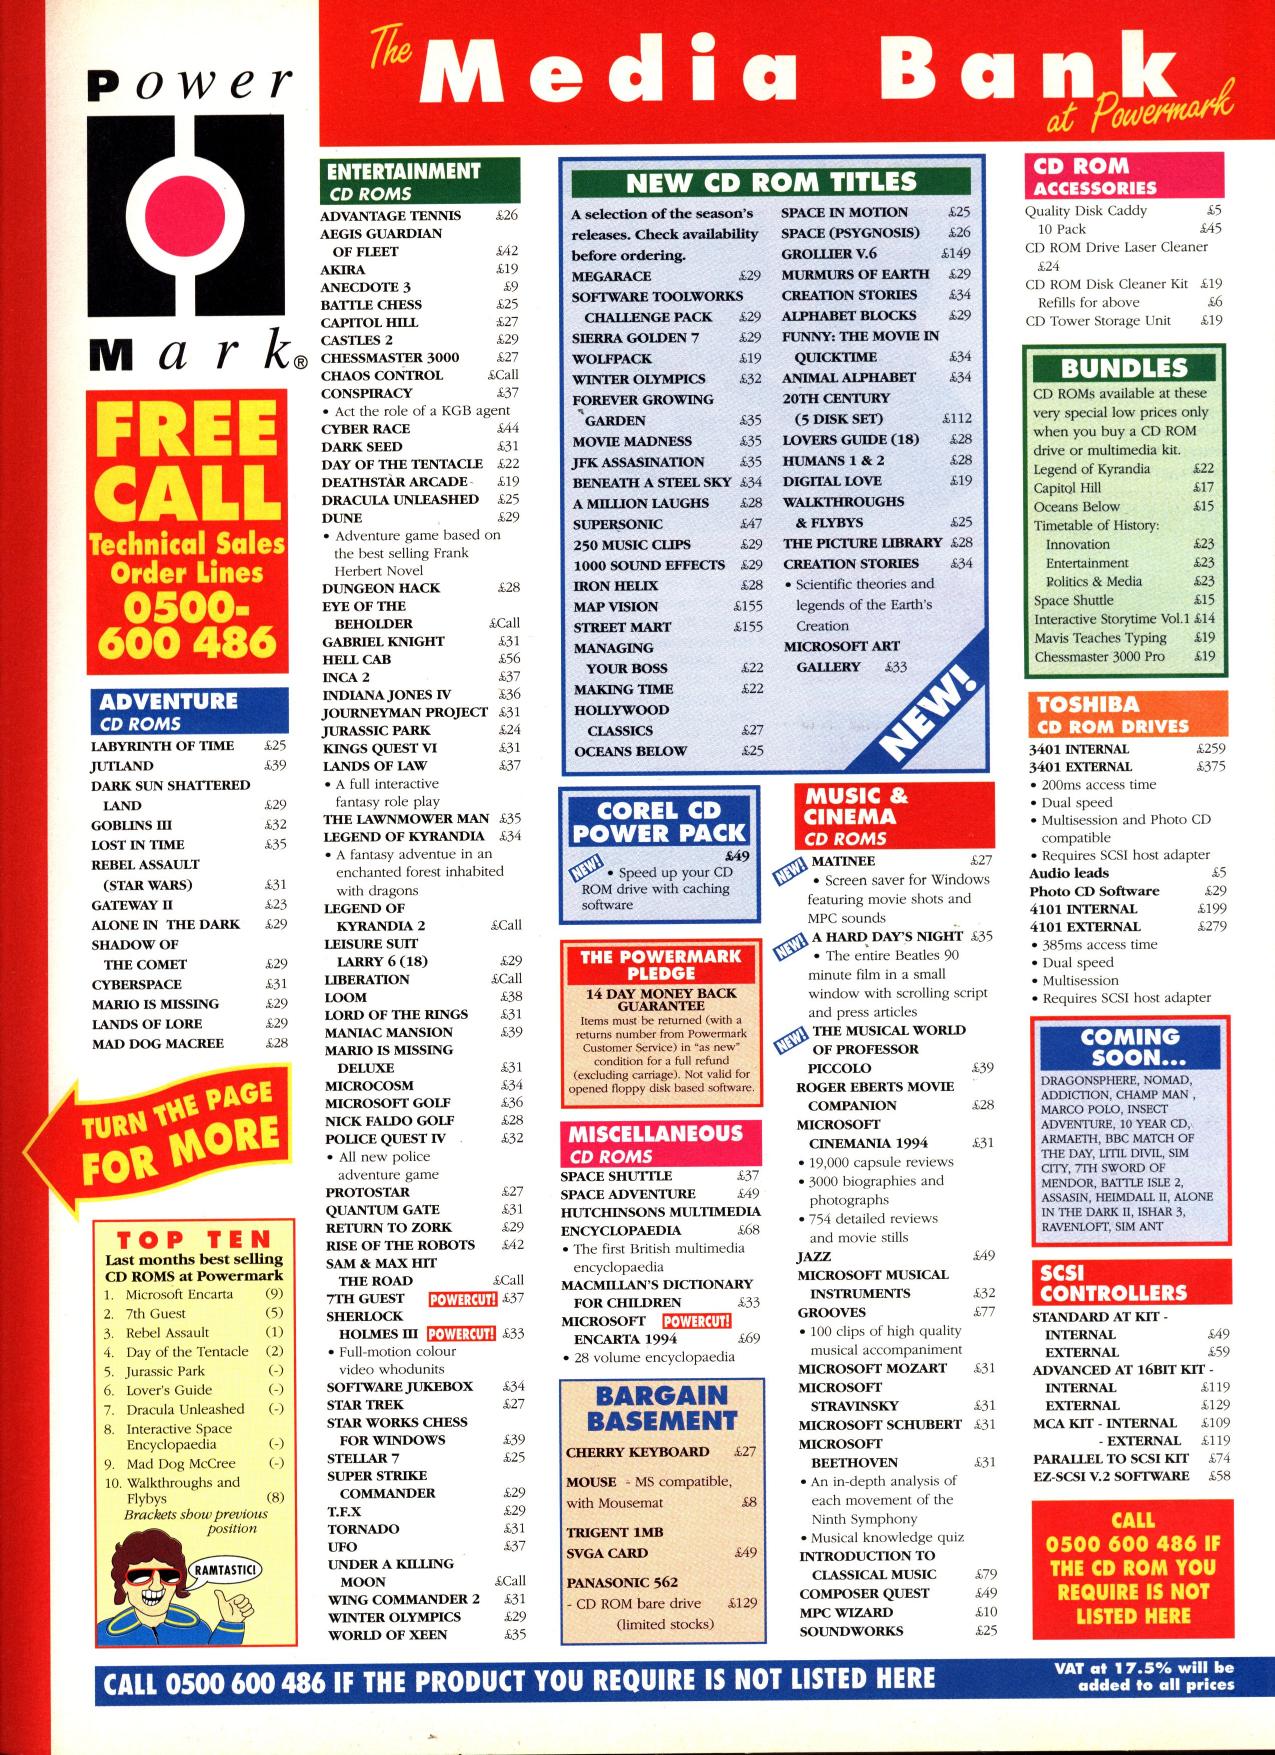 Power
Mark®
The Media Bank
at Powermark
FREE
CALL
Technical Sales
Order Lines
0500-
600 486
ADVENTURE
CD ROMS
LABYRINTH OF TIME £25
JUTLAND £39
DARK SUN SHATTERED
LAND £29
GOBLINS III £32
LOST IN TIME £35
REBEL ASSAULT
(STAR WARS) £31
GATEWAY II £23
ALONE IN THE DARK £29
SHADOW OF
THE COMET £29
CYBERSPACE £31
MARIO IS MISSING £29
LANDS OF LORE £29
MAD DOG MACREE £28
TURN THE PAGE
FOR MORE
TOP TEN
Last months best selling
CD ROMS at Powermark
1. Microsoft Encarta (9)
2. 7th Guest (5)
3. Rebel Assault (1)
4. Day of the Tentacle (2)
5. Jurassic Park (-)
6. Lover's Guide (-)
7. Dracula Unleashed (-)
8. Interactive Space
Encyclopaedia (-)
9. Mad Dog McCree (-)
10. Walkthroughs and
Flybys (8)
Brackets show previous
position
RAMTASTIC!
ENTERTAINMENT
CD ROMS
ADVANTAGE TENNIS £26
AEGIS GUARDIAN
OF FLEET £42
AKIRA £19
ANECDOTE 3 £9
BATTLE CHESS £25
CAPITOL HILL £27
CASTLES 2 £29
CHESSMASTER 3000 £27
CHAOS CONTROL £Call
CONSPIRACY £37
• Act the role of a KGB agent
CYBER RACE £44
DARK SEED £31
DAY OF THE TENTACLE £22
DEATHSTAR ARCADE £19
DRACULA UNLEASHED £25
DUNE £29
• Adventure game based on
the best selling Frank
Herbert Novel
DUNGEON HACK £28
EYE OF THE
BEHOLDER £Call
GABRIEL KNIGHT £31
HELL CAB £56
INCA 2 £37
INDIANA JONES IV £36
JOURNEYMAN PROJECT £31
JURASSIC PARK £24
KINGS QUEST VI £31
LANDS OF LAW £37
• A full interactive
fantasy role play
THE LAWNMOWER MAN £35
LEGEND OF KYRANDIA £34
• A fantasy adventue in an
enchanted forest inhabited
with dragons
LEGEND OF
KYRANDIA 2 £Call
LEISURE SUIT
LARRY 6 (18) £29
LIBERATION £Call
LOOM £38
LORD OF THE RINGS £31
MANIAC MANSION £39
MARIO IS MISSING
DELUXE £31
MICROCOSM £34
MICROSOFT GOLF £36
NICK FALDO GOLF £28
POLICE QUEST IV £32
• All new police
adventure game
PROTOSTAR £27
QUANTUM GATE £31
RETURN TO ZORK £29
RISE OF THE ROBOTS £42
SAM & MAX HIT
THE ROAD £Call
7TH GUEST POWERCUT! £37
SHERLOCK
HOLMES III POWERCUT! £33
• Full-motion colour
video whodunits
SOFTWARE JUKEBOX £34
STAR TREK £27
STAR WORKS CHESS
FOR WINDOWS £39
STELLAR 7 £25
SUPER STRIKE
COMMANDER £29
T.F.X £29
TORNADO £31
UFO £37
UNDER A KILLING
MOON £Call
WING COMMANDER 2 £31
WINTER OLYMPICS £29
WORLD OF XEEN £35
NEW CD ROM TITLES
A selection of the season's
releases. Check availability
before ordering.
MEGARACE £29
SOFTWARE TOOLWORKS
CHALLENGE PACK £29
SIERRA GOLDEN 7 £29
WOLFPACK £19
WINTER OLYMPICS £32
FOREVER GROWING
GARDEN £35
MOVIE MADNESS £35
JFK ASSASINATION £35
BENEATH A STEEL SKY £34
A MILLION LAUGHS £28
SUPERSONIC £47
250 MUSIC CLIPS £29
1000 SOUND EFFECTS £29
IRON HELIX £28
MAP VISION £155
STREET MART £155
MANAGING
YOUR BOSS £22
MAKING TIME £22
HOLLYWOOD
CLASSICS £27
OCEANS BELOW £25
SPACE IN MOTION £25
SPACE (PSYGNOSIS) £26
GROLLIER V.6 £149
MURMURS OF EARTH £29
CREATION STORIES £34
ALPHABET BLOCKS £29
FUNNY: THE MOVIE IN
QUICKTIME £34
ANIMAL ALPHABET £34
20TH CENTURY
(5 DISK SET) £112
LOVERS GUIDE (18) £28
HUMANS 1 & 2 £28
DIGITAL LOVE £19
WALKTHROUGHS
& FLYBYS £25
THE PICTURE LIBRARY £28
CREATION STORIES £34
• Scientific theories and
legends of the Earth's
Creation
MICROSOFT ART
GALLERY £33
NEW!
COREL CD
POWER PACK
£49
NEW! • Speed up your CD
ROM drive with caching
software
THE POWERMARK
PLEDGE
14 DAY MONEY BACK
GUARANTEE
Items must be returned (with a
returns number from Powermark
Customer Service) in "as new"
condition for a full refund
(excluding carriage). Not valid for
opened floppy disk based software.
MISCELLANEOUS
CD ROMS
SPACE SHUTTLE £37
SPACE ADVENTURE £49
HUTCHINSONS MULTIMEDIA
ENCYCLOPAEDIA £68
• The first British multimedia
encyclopaedia
MACMILLAN'S DICTIONARY
FOR CHILDREN £33
MICROSOFT POWERCUT!
ENCARTA 1994 £69
• 28 volume encyclopaedia
BARGAIN
BASEMENT
CHERRY KEYBOARD £27
MOUSE - MS compatible,
with Mousemat £8
TRIGENT 1MB
SVGA CARD £49
PANASONIC 562
- CD ROM bare drive £129
(limited stocks)
MUSIC &
CINEMA
CD ROMS
NEW! MATINEE £27
• Screen saver for Windows
featuring movie shots and
MPC sounds
NEW! A HARD DAY'S NIGHT £35
• The entire Beatles 90
minute film in a small
window with scrolling script
and press articles
NEW! THE MUSICAL WORLD
OF PROFESSOR
PICCOLO £39
ROGER EBERTS MOVIE
COMPANION £28
MICROSOFT
CINEMANIA 1994 £31
• 19,000 capsule reviews
• 3000 biographies and
photographs
• 754 detailed reviews
and movie stills
JAZZ £49
MICROSOFT MUSICAL
INSTRUMENTS £32
GROOVES £77
• 100 clips of high quality
musical accompaniment
MICROSOFT MOZART £31
MICROSOFT
STRAVINSKY £31
MICROSOFT SCHUBERT £31
MICROSOFT
BEETHOVEN £31
• An in-depth analysis of
each movement of the
Ninth Symphony
• Musical knowledge quiz
INTRODUCTION TO
CLASSICAL MUSIC £79
COMPOSER QUEST £49
MPC WIZARD £10
SOUNDWORKS £25
CD ROM
ACCESSORIES
Quality Disk Caddy £5
10 Pack £45
CD ROM Drive Laser Cleaner
£24
CD ROM Disk Cleaner Kit £19
Refills for above £6
CD Tower Storage Unit £19
BUNDLES
CD ROMs available at these
very special low prices only
when you buy a CD ROM
drive or multimedia kit.
Legend of Kyrandia £22
Capitol Hill £17
Oceans Below £15
Timetable of History:
Innovation £23
Entertainment £23
Politics & Media £23
Space Shuttle £15
Interactive Storytime Vol.1 £14
Mavis Teaches Typing £19
Chessmaster 3000 Pro £19
TOSHIBA
CD ROM DRIVES
3401 INTERNAL £259
3401 EXTERNAL £375
• 200ms access time
• Dual speed
• Multisession and Photo CD
compatible
• Requires SCSI host adapter
Audio leads £5
Photo CD Software £29
4101 INTERNAL £199
4101 EXTERNAL £279
• 385ms access time
• Dual speed
• Multisession
• Requires SCSI host adapter
COMING
SOON...
DRAGONSPHERE, NOMAD,
ADDICTION, CHAMP MAN ,
MARCO POLO, INSECT
ADVENTURE, 10 YEAR CD,
ARMAETH, BBC MATCH OF
THE DAY, LITIL DIVIL, SIM
CITY, 7TH SWORD OF
MENDOR, BATTLE ISLE 2,
ASSASIN, HEIMDALL II, ALONE
IN THE DARK II, ISHAR 3,
RAVENLOFT, SIM ANT
SCSI
CONTROLLERS
STANDARD AT KIT -
INTERNAL £49
EXTERNAL £59
ADVANCED AT 16BIT KIT -
INTERNAL £119
EXTERNAL £129
MCA KIT - INTERNAL £109
- EXTERNAL £119
PARALLEL TO SCSI KIT £74
EZ-SCSI V.2 SOFTWARE £58
CALL
0500 600 486 IF
THE CD ROM YOU
REQUIRE IS NOT
LISTED HERE
CALL 0500 600 486 IF THE PRODUCT YOU REQUIRE IS NOT LISTED HERE
VAT at 17.5% will be
added to all prices